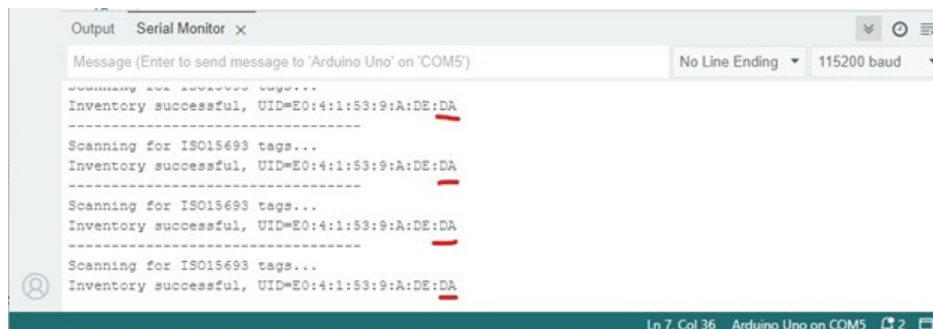 Output Serial Monitor
Message (Enter to send message to 'Arduino Uno' on 'COM5')
No Line Ending
115200 baud
Scanning for ISO15693 tags...
Inventory successful, UID=E0:4:1:53:9:A:DE:DA
----------------------------------
Scanning for ISO15693 tags...
Inventory successful, UID=E0:4:1:53:9:A:DE:DA
----------------------------------
Scanning for ISO15693 tags...
Inventory successful, UID=E0:4:1:53:9:A:DE:DA
----------------------------------
Scanning for ISO15693 tags...
Inventory successful, UID=E0:4:1:53:9:A:DE:DA
Ln 7, Col 36 Arduino Uno on COM5 2